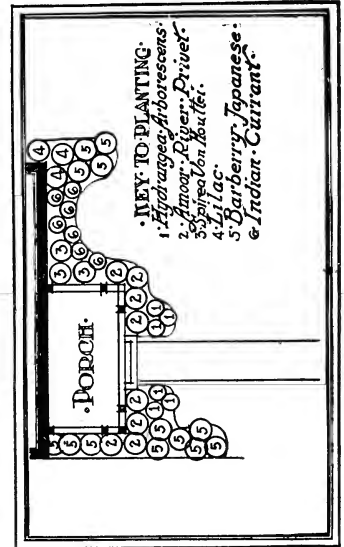 ·PORCH·
·KEY·TO·PLANTING·
1·Hydrangea·Arborescens·
2·Amoor·River·Privet·
3·Spirea Von Houttei·
4·Lilac·
5·Barberry·Japanese·
6·Indian·Currant·